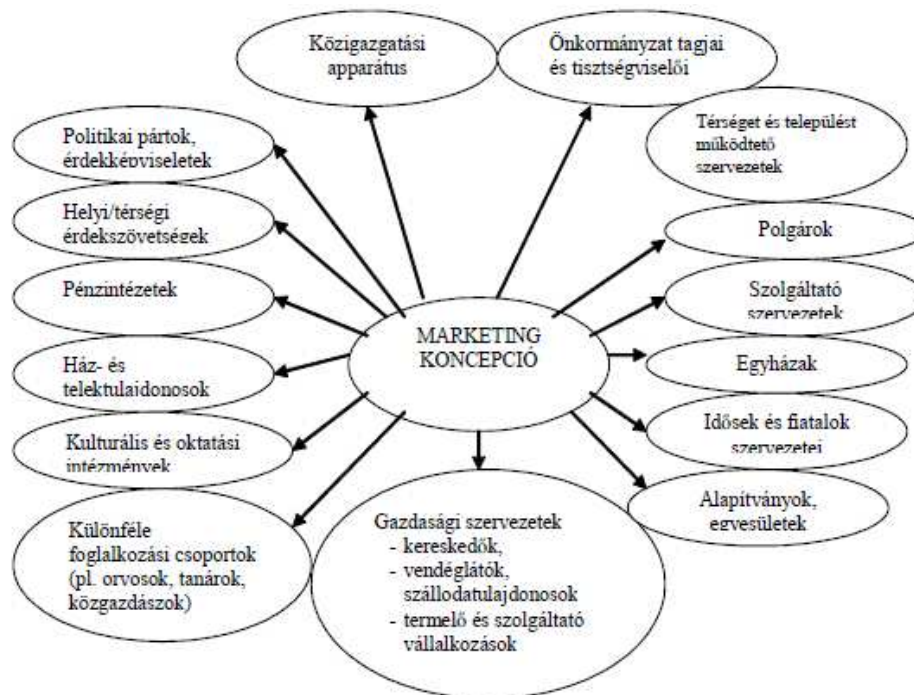 Közigazgatási
apparátus
Önkormányzat tagjai
és tisztségviselői
Térséget és települést
működtető
szervezetek
Politikai pártok,
érdekképviseletek
Helyi/térségi
érdekszövetségek
Polgárok
Pénzintézetek
Szolgáltató
szervezetek
MARKETING
KONCEPCIÓ
Ház- és
telektulajdonosok
Egyházak
Kulturális és oktatási
intézmények
Idősek és fiatalok
szervezetei
Különféle
foglalkozási csoportok
(pl. orvosok, tanárok,
közgazdászok)
Gazdasági szervezetek
- kereskedők,
- vendéglátók,
szállodatulajdonosok
- termelő és szolgáltató
vállalkozások
Alapítványok,
egyesületek